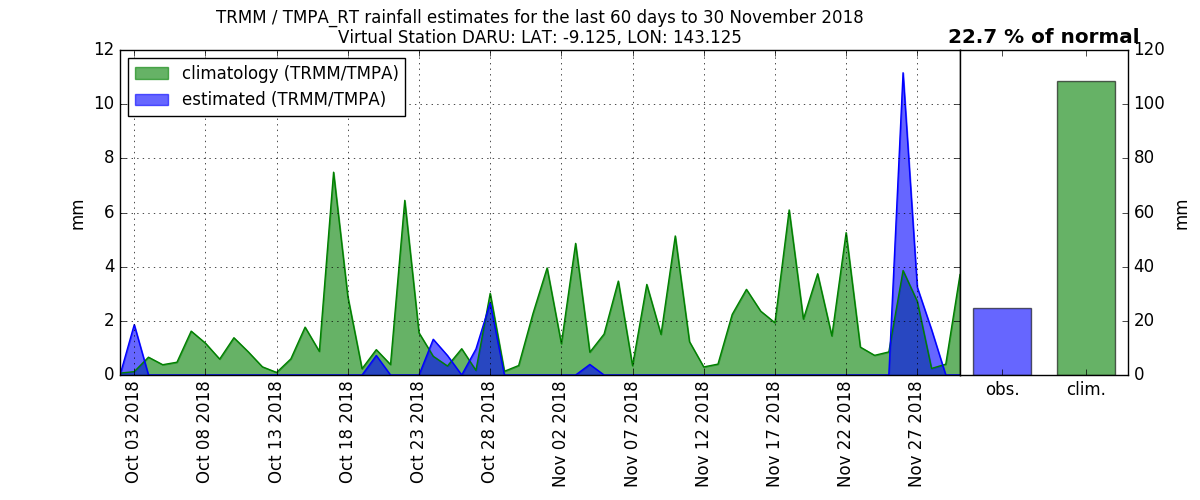 TRMM / TMPA_RT rainfall estimates for the last 60 days to 30 November 2018
Virtual Station DARU: LAT: -9.125, LON: 143.125
22.7 % of normal
climatology (TRMM/TMPA)
estimated (TRMM/TMPA)
mm
12
10
8
6
4
2
0
Oct 03 2018
Oct 08 2018
Oct 13 2018
Oct 18 2018
Oct 23 2018
Oct 28 2018
Nov 02 2018
Nov 07 2018
Nov 12 2018
Nov 17 2018
Nov 22 2018
Nov 27 2018
obs.
clim.
120
100
80
60
40
20
0
mm